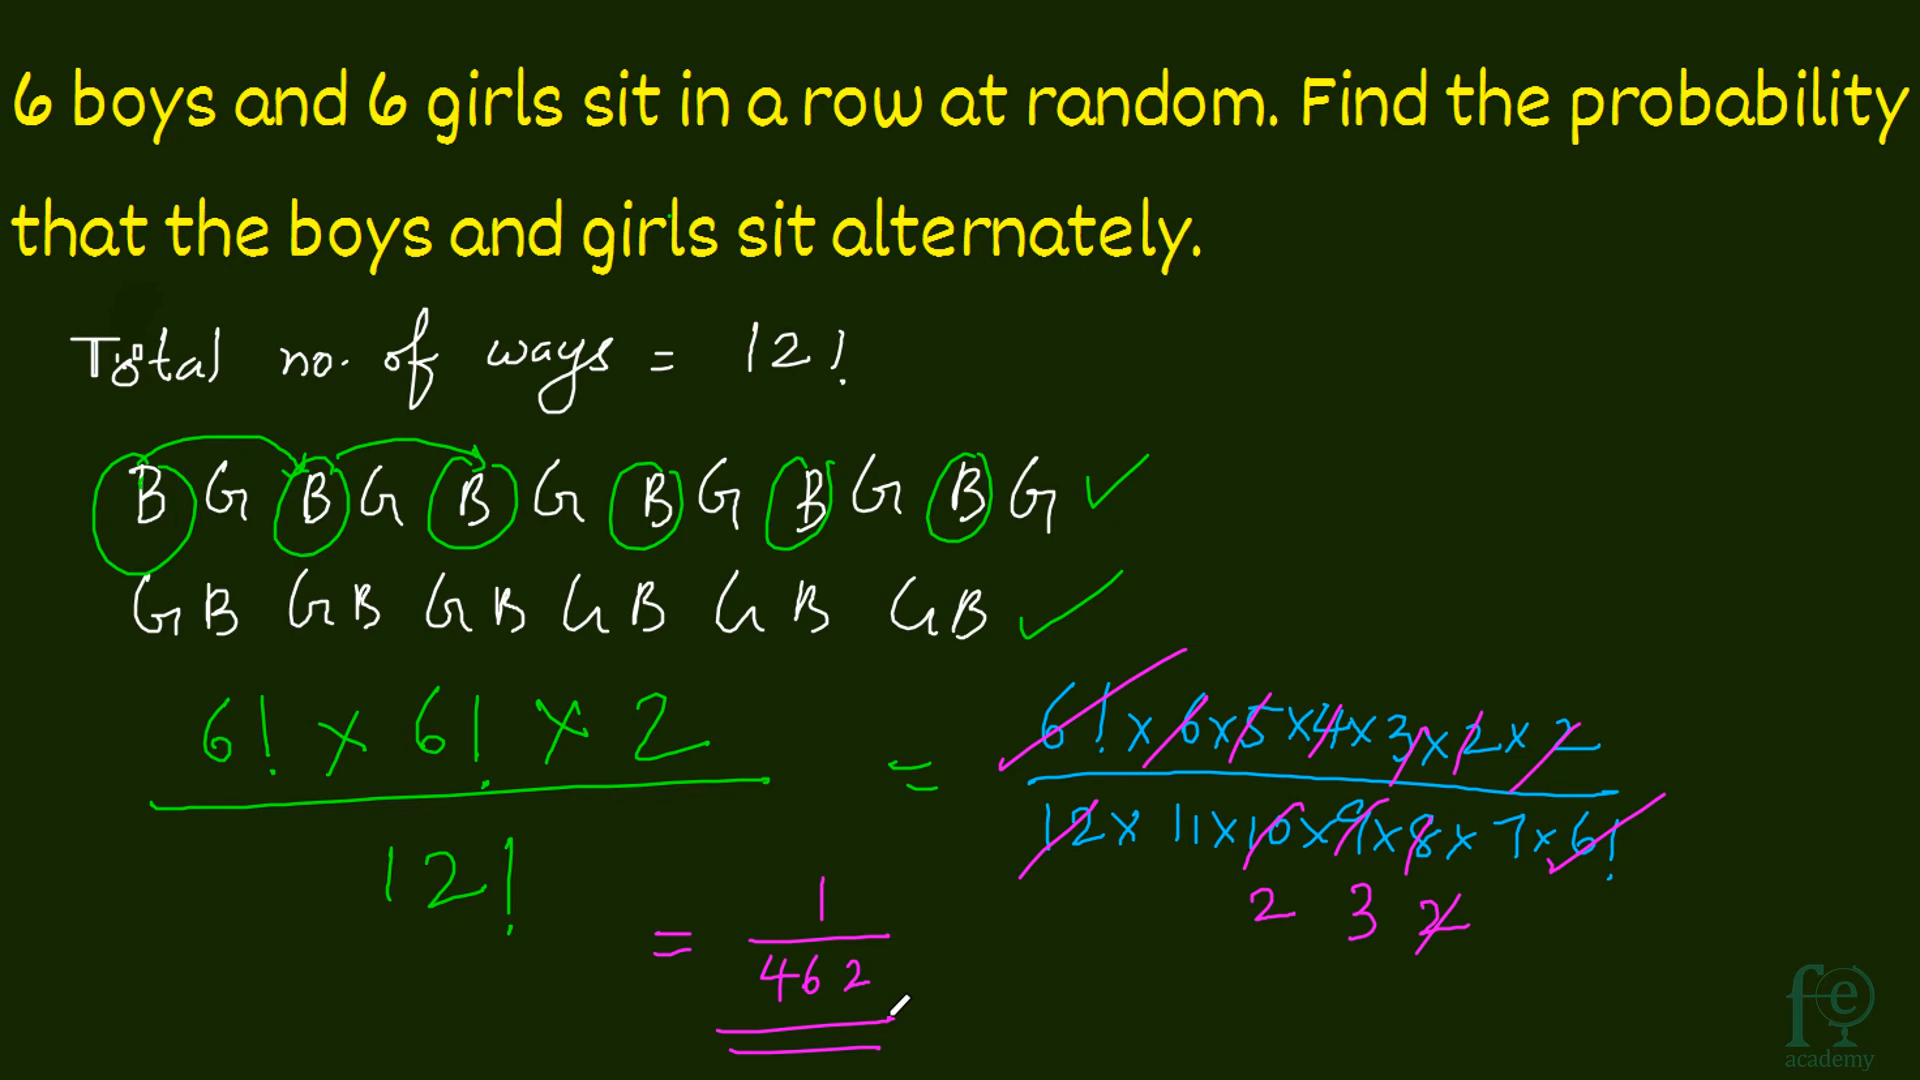 6 boys and 6 girls sit in a row at random. Find the probability
that the boys and girls sit alternately.
Total no. of ways = 12!
B G B G B G B G B G B G ✓
G B G B G B G B G B G B ✓
6! x 6! x 2
12!
=
6! x 6 x 5 x 4 x 3 x 2 x 2
12 x 11 x 10 x 9 x 8 x 7 x 6!
2 3 2
= 1
462
fe
academy